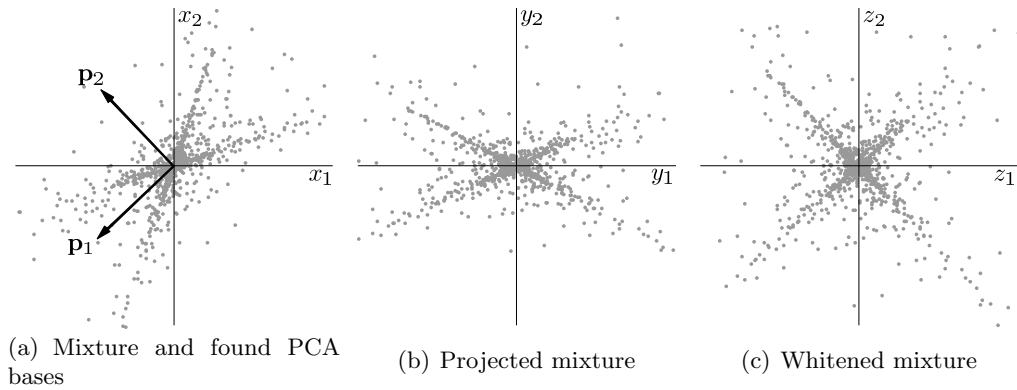 x₂
p₂
x₁
p₁
(a) Mixture and found PCA
bases
y₂
y₁
(b) Projected mixture
z₂
z₁
(c) Whitened mixture